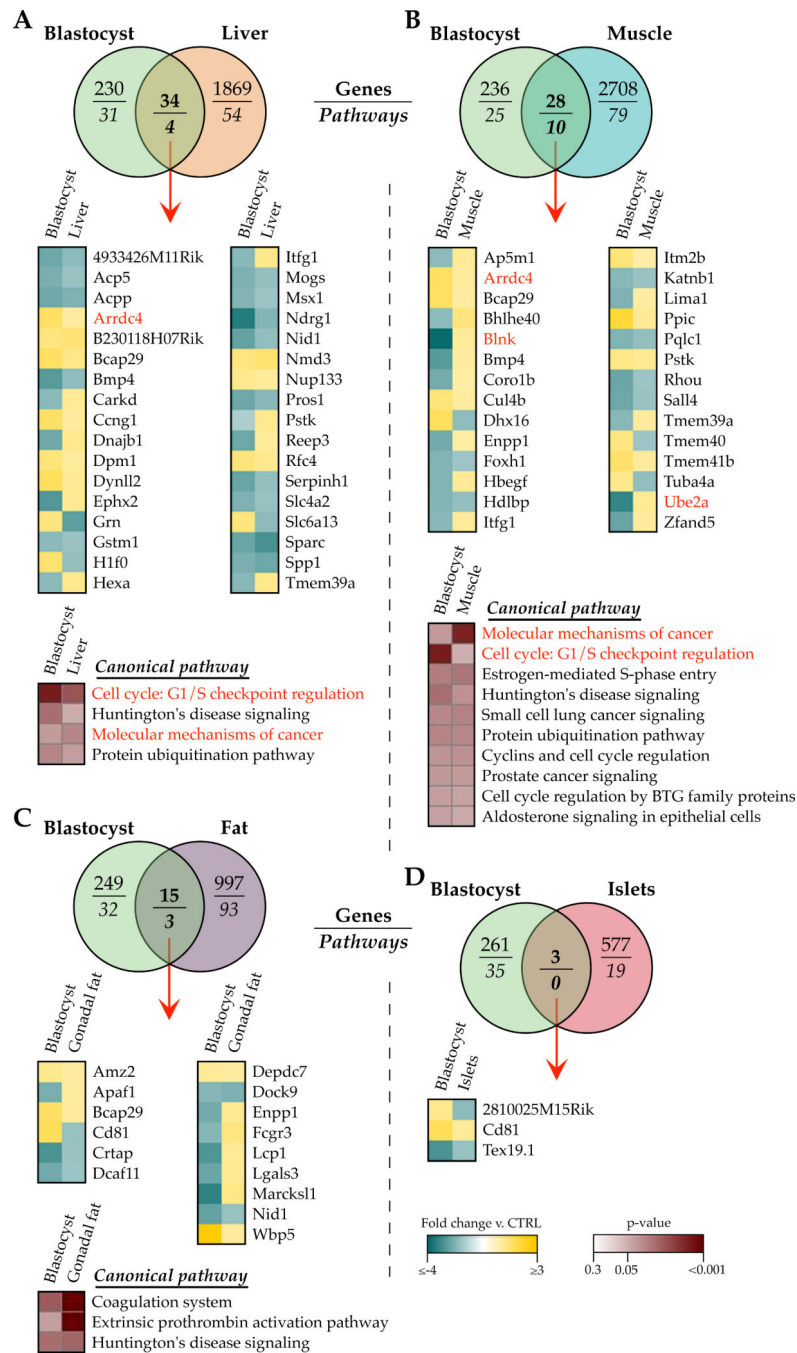 A
Blastocyst
Liver
230
31
34
4
1869
54
Genes
Pathways
Blastocyst
Liver
4933426M11Rik
Acp5
Acpp
Arrdc4
B230118H07Rik
Bcap29
Bmp4
Carkd
Ccng1
Dnajb1
Dpm1
Dynll2
Ephx2
Grn
Gstm1
H1f0
Hexa
Blastocyst
Liver
Itfg1
Mogs
Msx1
Ndrg1
Nid1
Nmd3
Nup133
Pros1
Pstk
Reep3
Rfc4
Serpinh1
Slc4a2
Slc6a13
Sparc
Spp1
Tmem39a
Blastocyst
Liver
Canonical pathway
Cell cycle: G1/S checkpoint regulation
Huntington's disease signaling
Molecular mechanisms of cancer
Protein ubiquitination pathway
B
Blastocyst
Muscle
236
25
28
10
2708
79
Blastocyst
Muscle
Ap5m1
Arrdc4
Bcap29
Bhlhe40
Blnk
Bmp4
Coro1b
Cul4b
Dhx16
Enpp1
Foxh1
Hbegf
Hdlbp
Itfg1
Blastocyst
Muscle
Itm2b
Katnb1
Lima1
Ppic
Pqlc1
Pstk
Rhou
Sall4
Tmem39a
Tmem40
Tmem41b
Tuba4a
Ube2a
Zfand5
Blastocyst
Muscle
Canonical pathway
Molecular mechanisms of cancer
Cell cycle: G1/S checkpoint regulation
Estrogen-mediated S-phase entry
Huntington's disease signaling
Small cell lung cancer signaling
Protein ubiquitination pathway
Cyclins and cell cycle regulation
Prostate cancer signaling
Cell cycle regulation by BTG family proteins
Aldosterone signaling in epithelial cells
C
Blastocyst
Fat
249
32
15
3
997
93
Genes
Pathways
Blastocyst
Gonadal fat
Amz2
Apaf1
Bcap29
Cd81
Crtap
Dcaf11
Blastocyst
Gonadal fat
Depdc7
Dock9
Enpp1
Fcgr3
Lcp1
Lgals3
Marcksl1
Nid1
Wbp5
Blastocyst
Gonadal fat
Canonical pathway
Coagulation system
Extrinsic prothrombin activation pathway
Huntington's disease signaling
D
Blastocyst
Islets
261
35
3
0
577
19
Blastocyst
Islets
2810025M15Rik
Cd81
Tex19.1
Fold change v. CTRL
≤-4
≥3
p-value
0.3
0.05
<0.001